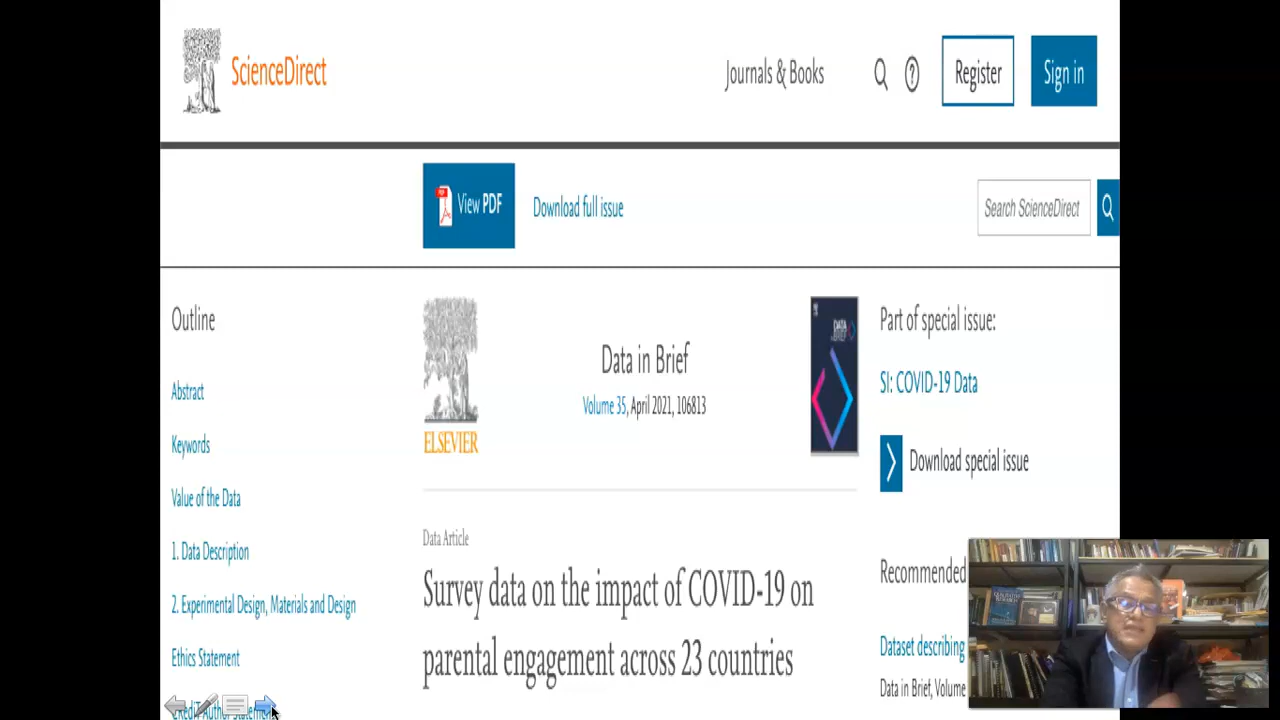 ScienceDirect
Journals & Books
Register
Sign in
View PDF
Download full issue
Search ScienceDirect
Outline
Abstract
Keywords
Value of the Data
1. Data Description
2. Experimental Design, Materials and Design
Ethics Statement
ELSEVIER
Data in Brief
Volume 35, April 2021, 106813
Data Article
Survey data on the impact of COVID-19 on
parental engagement across 23 countries
Part of special issue:
SI: COVID-19 Data
Download special issue
Recommended
Dataset describing
Data in Brief, Volume